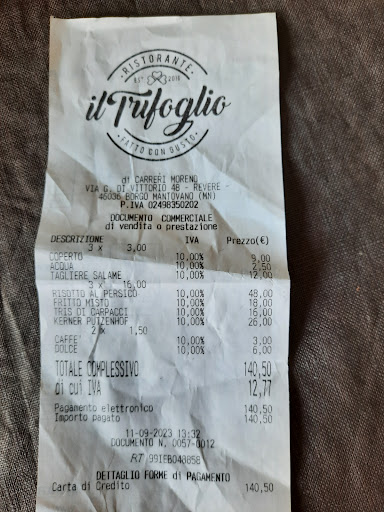 RISTORANTE
EST 2018
il Trifoglio
FATTO CON GUSTO
di CARRERI MORENO
VIA G. DI VITTORIO 48 - REVERE -
46036 BORGO MANTOVANO (MN)
P.IVA 02498350202
DOCUMENTO COMMERCIALE
di vendita o prestazione
DESCRIZIONE IVA Prezzo(€)
3 x 3,00
COPERTO 10,00% 9,00
ACQUA 10,00% 2,50
TAGLIERE SALAME 10,00% 12,00
3 x 16,00
RISOTTO AL PERSICO 10,00% 48,00
FRITTO MISTO 10,00% 18,00
TRIS DI CARPACCI 10,00% 16,00
KERNER PUTZENHOF 10,00% 26,00
2 x 1,50
CAFFE' 10,00% 3,00
DOLCE 10,00% 6,00
TOTALE COMPLESSIVO 140,50
di cui IVA 12,77
Pagamento elettronico 140,50
Importo pagato 140,50
11-09-2023 13:32
DOCUMENTO N. 0057-0012
RT 99IEB048858
DETTAGLIO FORME di PAGAMENTO
Carta di Credito 140,50